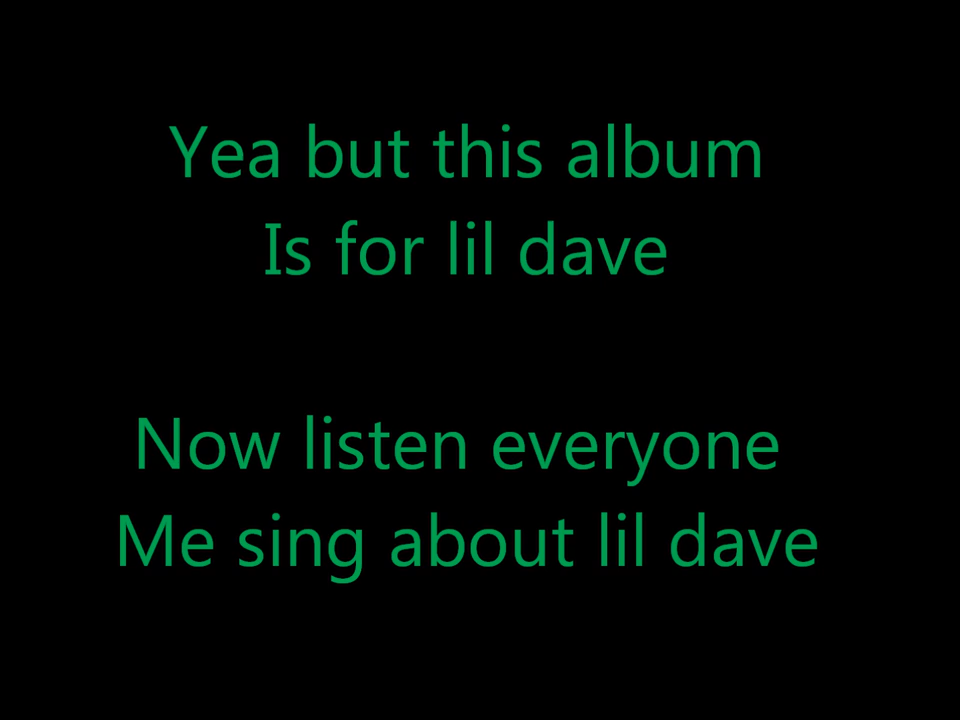 Yea but this album
Is for lil dave
Now listen everyone
Me sing about lil dave